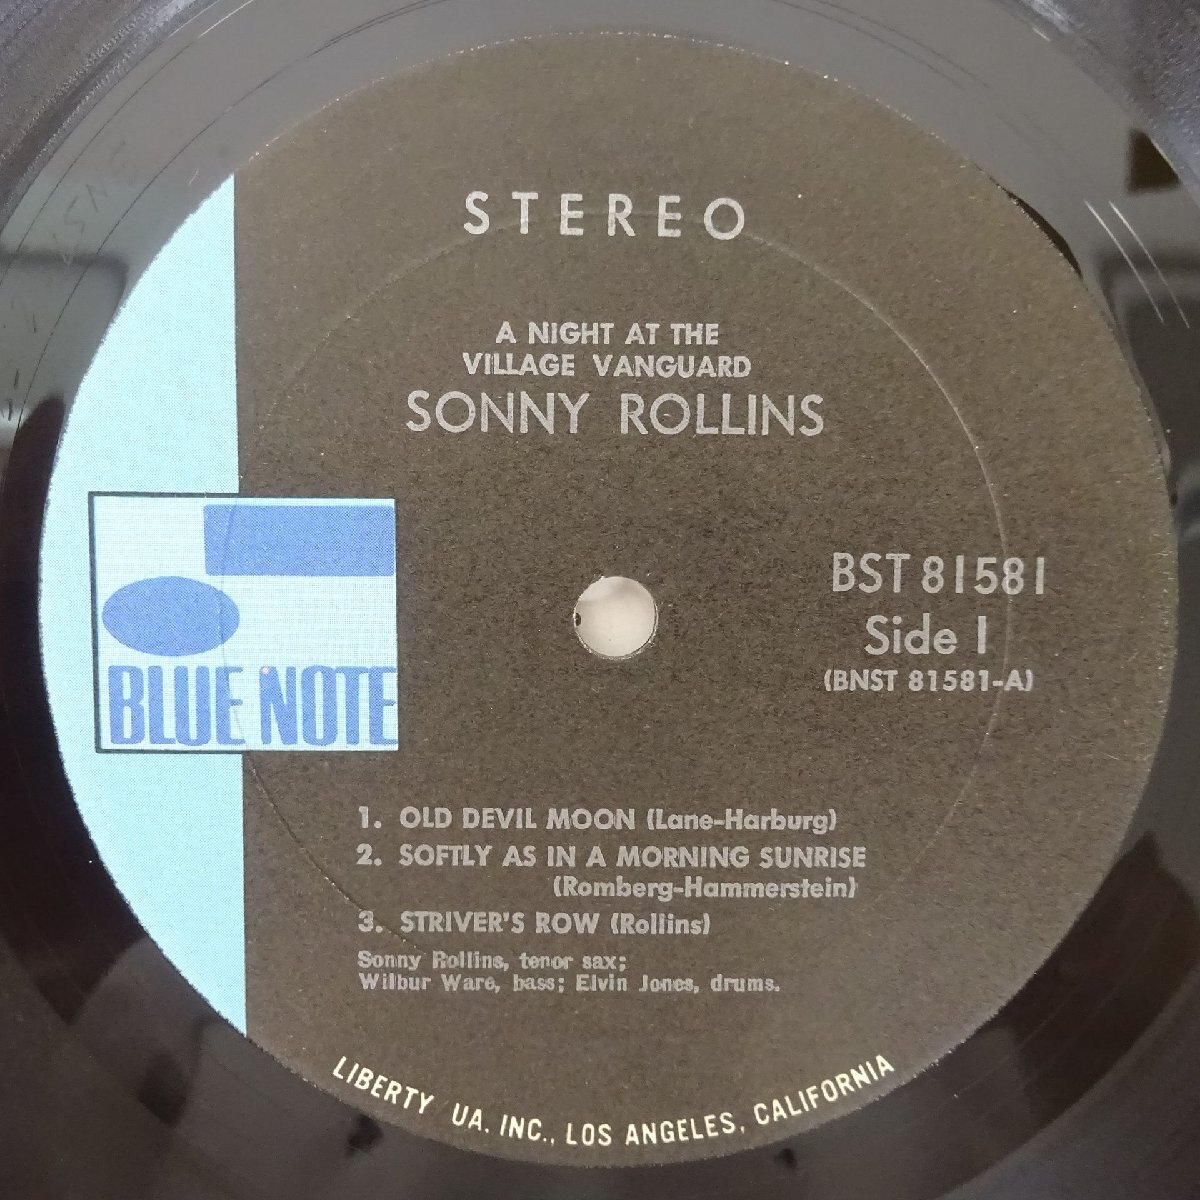 STEREO
A NIGHT AT THE
VILLAGE VANGUARD
SONNY ROLLINS
BST 81581
Side 1
(BNST 81581-A)
BLUE NOTE
1. OLD DEVIL MOON (Lane-Harburg)
2. SOFTLY AS IN A MORNING SUNRISE
(Romberg-Hammerstein)
3. STRIVER'S ROW (Rollins)
Sonny Rollins, tenor sax;
Wilbur Ware, bass; Elvin Jones, drums.
LIBERTY UA, INC., LOS ANGELES, CALIFORNIA